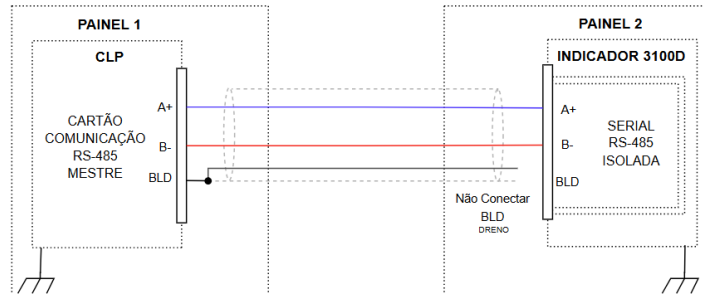 PAINEL 1
CLP
CARTÃO
COMUNICAÇÃO
RS-485
MESTRE
A+
B-
BLD
PAINEL 2
INDICADOR 3100D
A+
B-
BLD
SERIAL
RS-485
ISOLADA
Não Conectar
BLD
DRENO